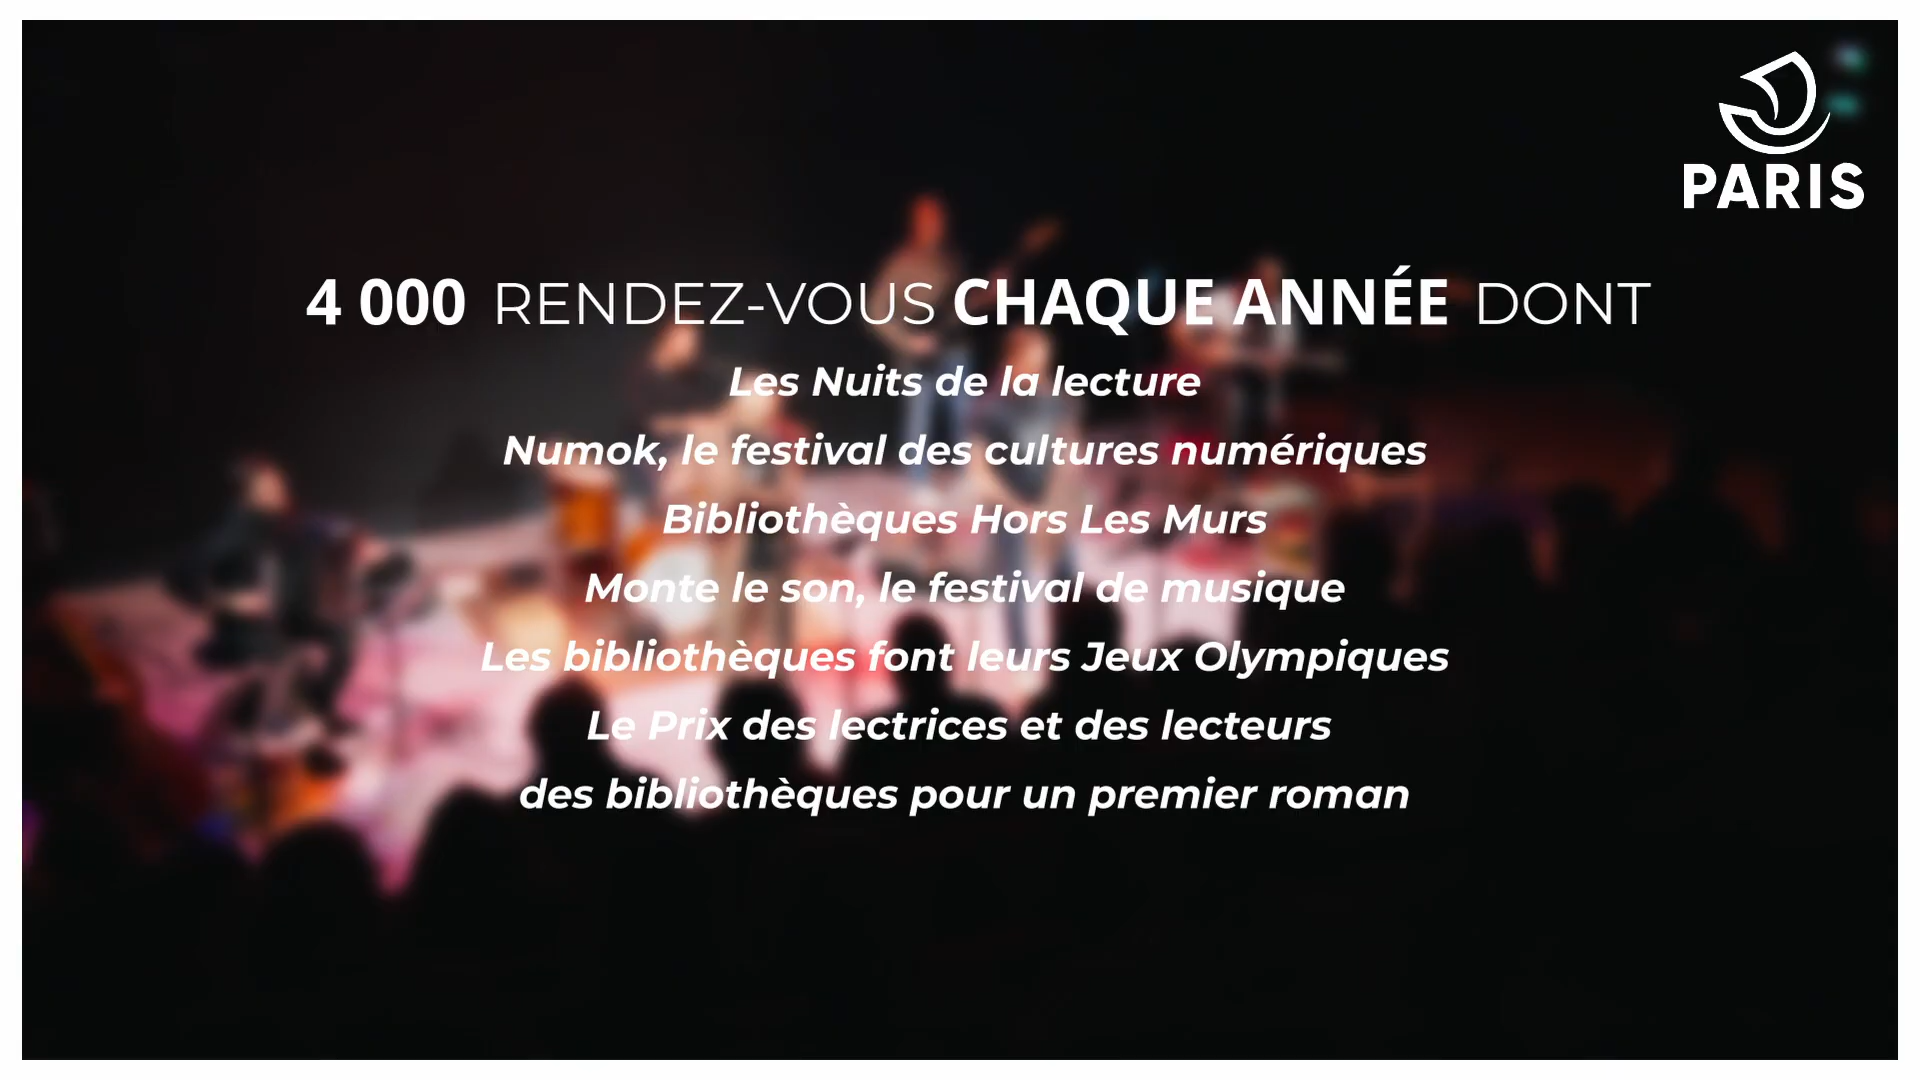 PARIS
4 000 RENDEZ-VOUS CHAQUE ANNÉE DONT
Les Nuits de la lecture
Numok, le festival des cultures numériques
Bibliothèques Hors Les Murs
Monte le son, le festival de musique
Les bibliothèques font leurs Jeux Olympiques
Le Prix des lectrices et des lecteurs
des bibliothèques pour un premier roman